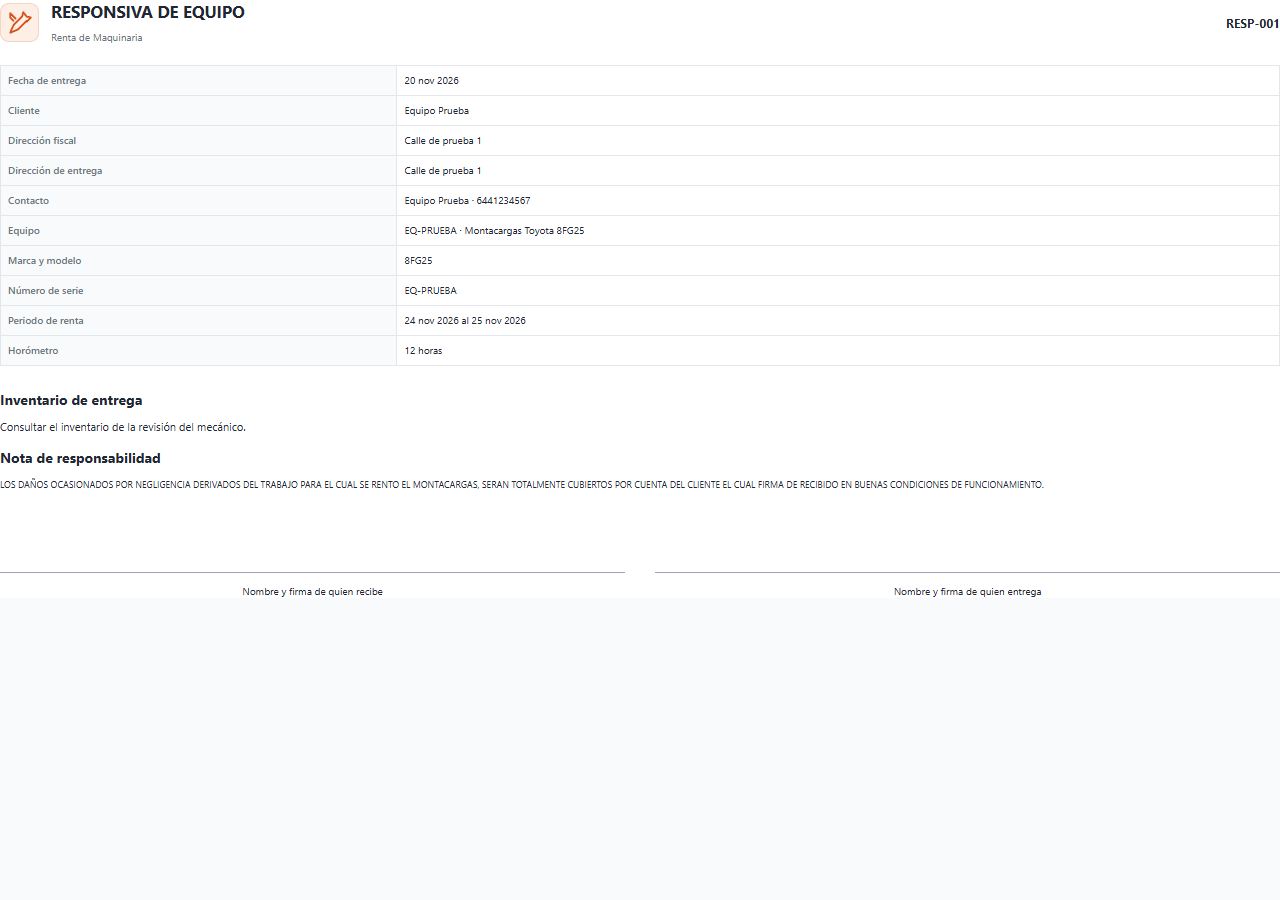 RESPONSIVA DE EQUIPO
Renta de Maquinaria
RESP-001
Fecha de entrega 20 nov 2026
Cliente Equipo Prueba
Dirección fiscal Calle de prueba 1
Dirección de entrega Calle de prueba 1
Contacto Equipo Prueba · 6441234567
Equipo EQ-PRUEBA · Montacargas Toyota 8FG25
Marca y modelo 8FG25
Número de serie EQ-PRUEBA
Periodo de renta 24 nov 2026 al 25 nov 2026
Horómetro 12 horas
Inventario de entrega
Consultar el inventario de la revisión del mecánico.
Nota de responsabilidad
LOS DAÑOS OCASIONADOS POR NEGLIGENCIA DERIVADOS DEL TRABAJO PARA EL CUAL SE RENTO EL MONTACARGAS, SERAN TOTALMENTE CUBIERTOS POR CUENTA DEL CLIENTE EL CUAL FIRMA DE RECIBIDO EN BUENAS CONDICIONES DE FUNCIONAMIENTO.
Nombre y firma de quien recibe
Nombre y firma de quien entrega